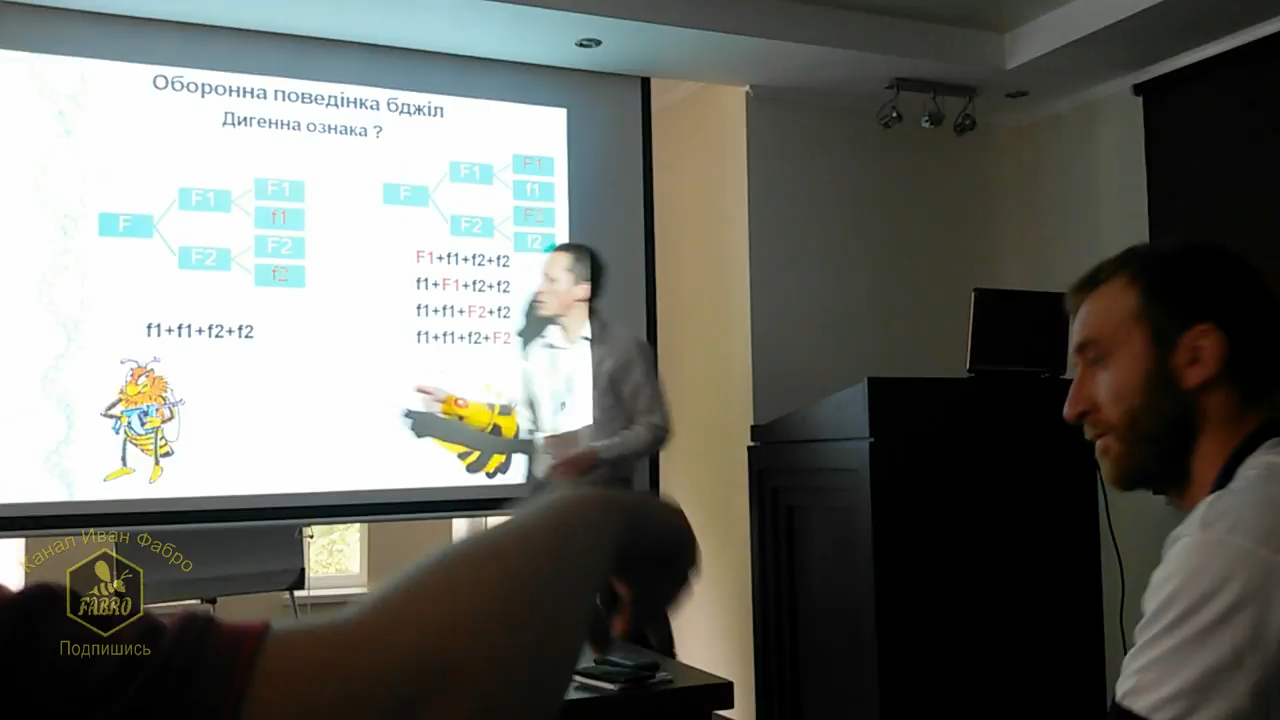 Оборонна поведінка бджіл
Дигенна ознака ?
F
F1
F2
F1
f1
F2
f2
f1+f1+f2+f2
F
F1
F2
F1
f1
F2
f2
F1+f1+f2+f2
f1+F1+f2+f2
f1+f1+F2+f2
f1+f1+f2+F2
Канал Иван Фабро
FABRO
Подпишись